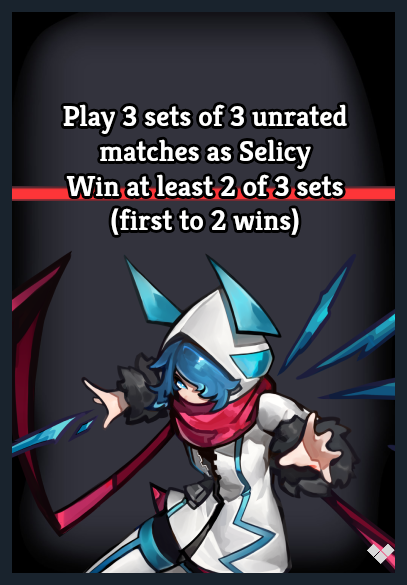 Play 3 sets of 3 unrated
matches as Selicy
Win at least 2 of 3 sets
(first to 2 wins)